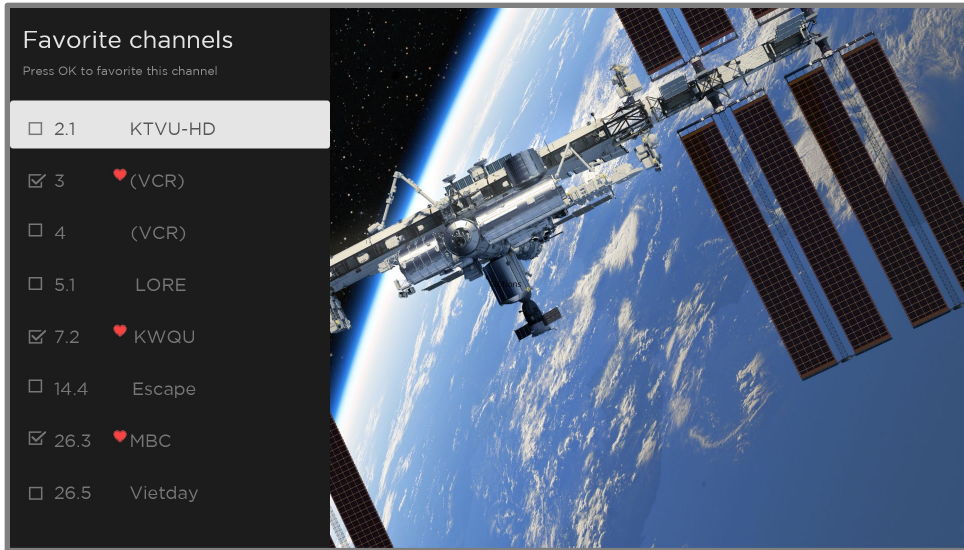 Favorite channels
Press OK to favorite this channel
2.1 KTVU-HD
3 (VCR)
4 (VCR)
5.1 LORE
7.2 KWQU
14.4 Escape
26.3 MBC
26.5 Vietday